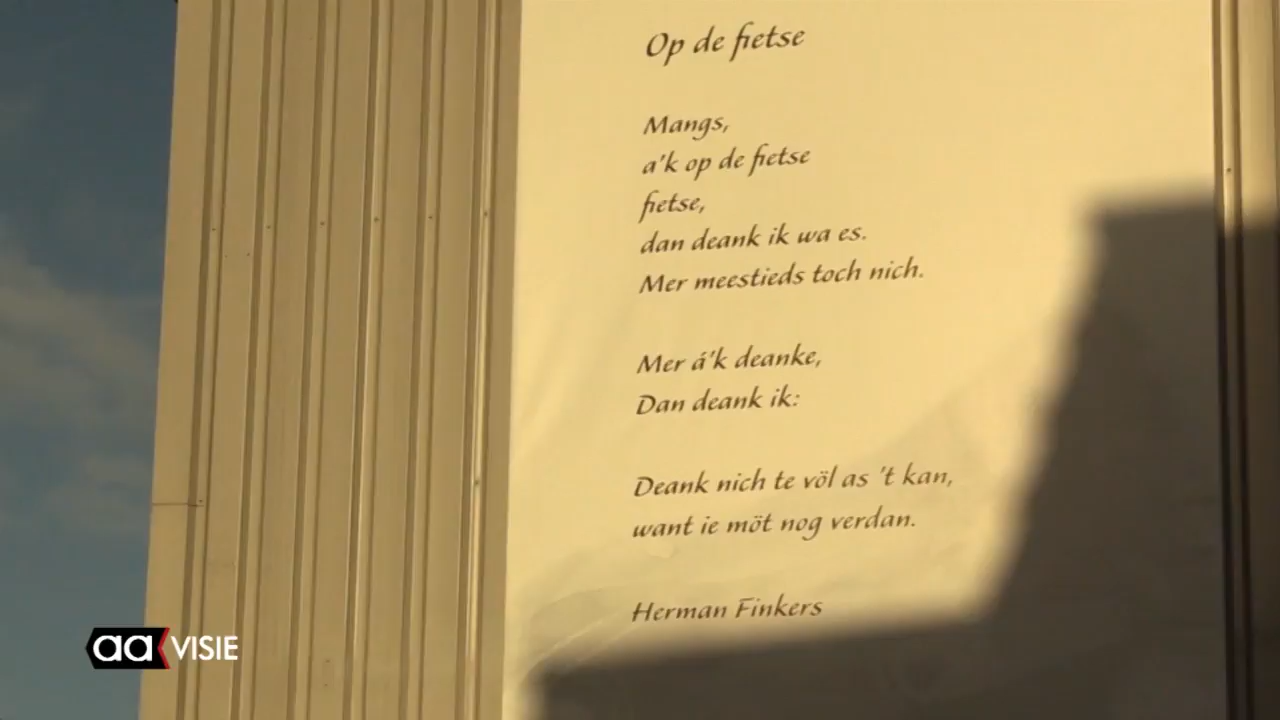 Op de fietse
Mangs,
a'k op de fietse
fietse,
dan deank ik wa es.
Mer meestieds toch nich.
Mer á'k deanke,
Dan deank ik:
Deank nich te völ as 't kan,
want ie möt nog verdan.
Herman Finkers
aa VISIE